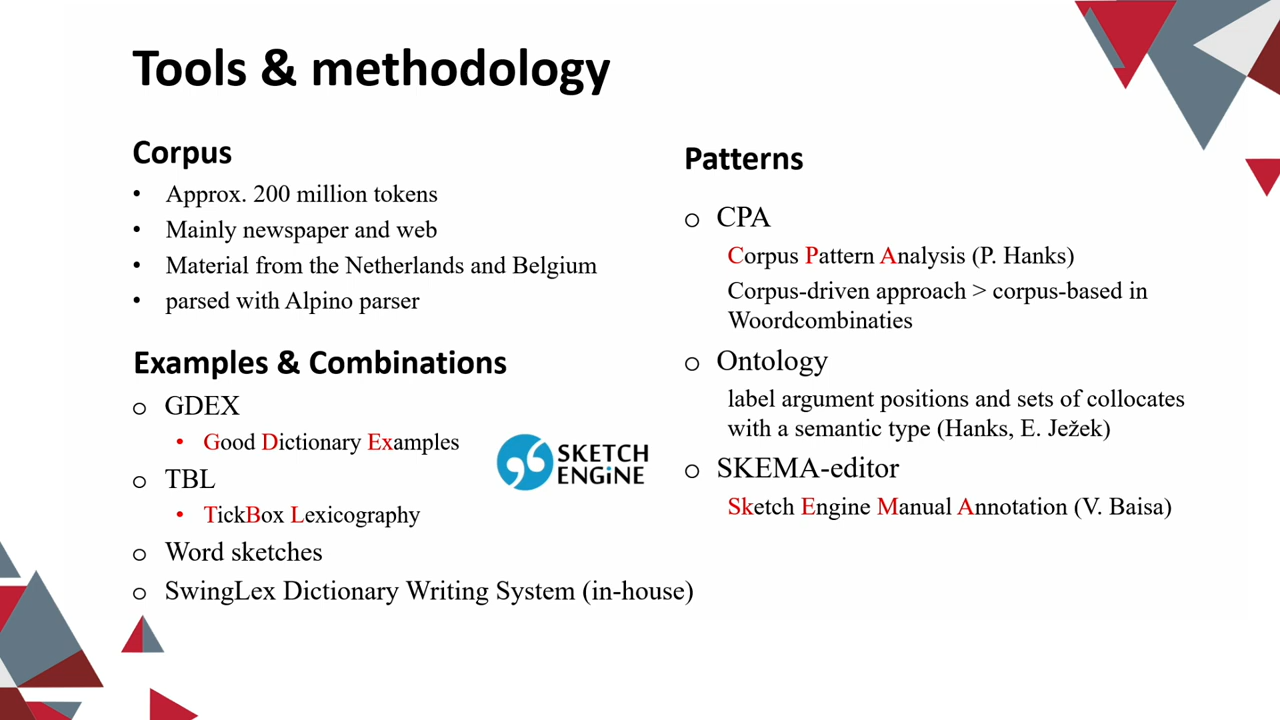 Tools & methodology
Corpus
• Approx. 200 million tokens
• Mainly newspaper and web
• Material from the Netherlands and Belgium
• parsed with Alpino parser
Examples & Combinations
o GDEX
• Good Dictionary Examples
o TBL
• TickBox Lexicography
o Word sketches
o SwingLex Dictionary Writing System (in-house)
SKETCH
ENGiNE
Patterns
o CPA
Corpus Pattern Analysis (P. Hanks)
Corpus-driven approach > corpus-based in
Woordcombinaties
o Ontology
label argument positions and sets of collocates
with a semantic type (Hanks, E. Ježek)
o SKEMA-editor
Sketch Engine Manual Annotation (V. Baisa)